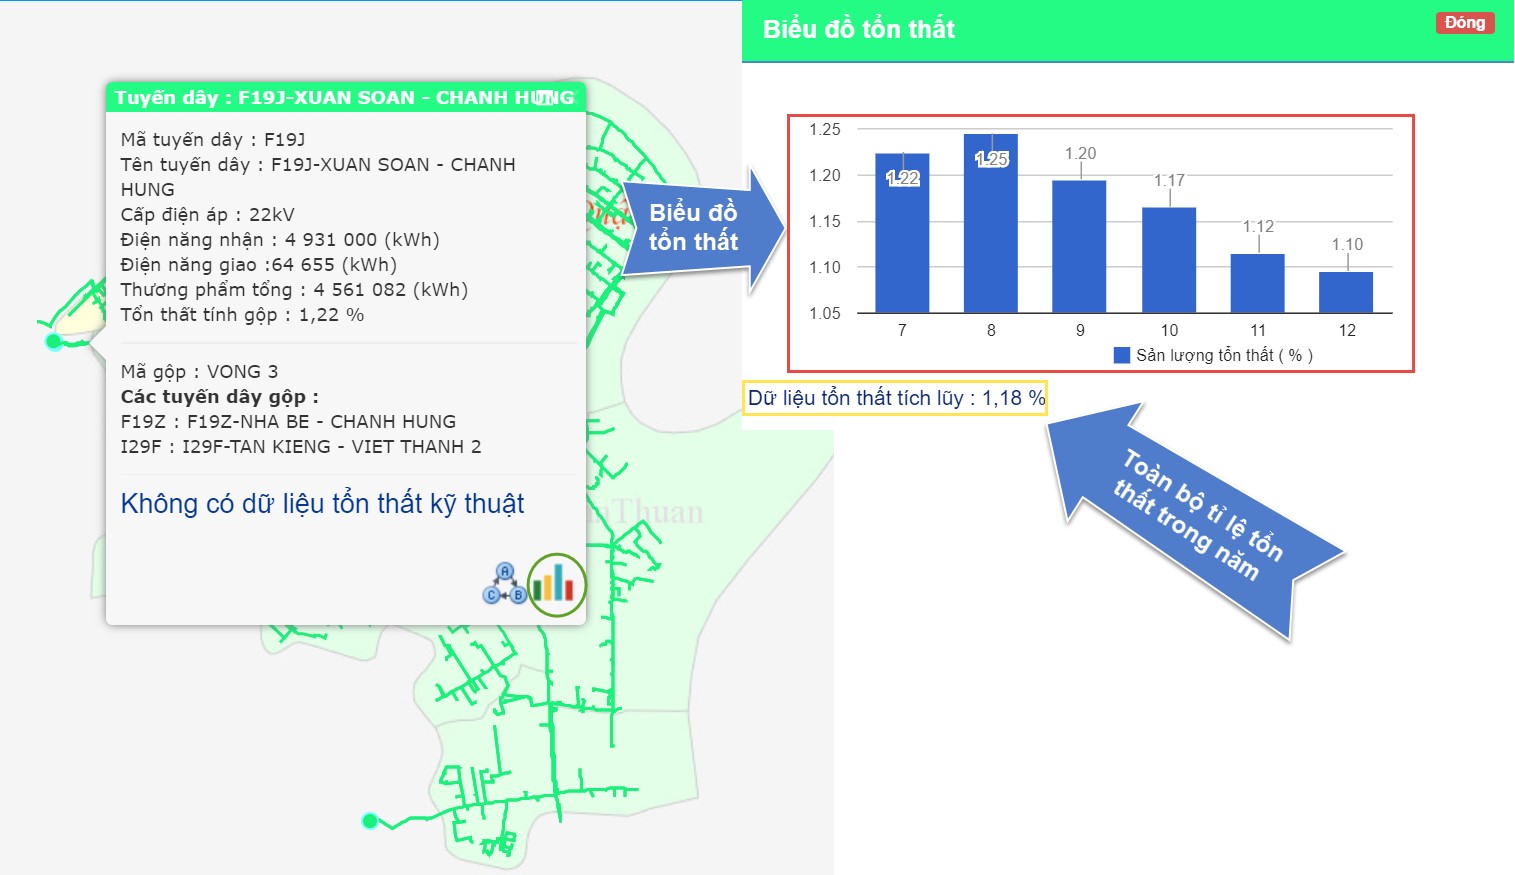 Tuyến dây : F19J-XUAN SOAN - CHANH HUNG
Mã tuyến dây : F19J
Tên tuyến dây : F19J-XUAN SOAN - CHANH
HUNG
Cấp điện áp : 22kV
Điện năng nhận : 4 931 000 (kWh)
Điện năng giao :64 655 (kWh)
Thương phẩm tổng : 4 561 082 (kWh)
Tổn thất tính gộp : 1,22 %
Mã gộp : VONG 3
Các tuyến dây gộp :
F19Z : F19Z-NHA BE - CHANH HUNG
I29F : I29F-TAN KIENG - VIET THANH 2
Không có dữ liệu tổn thất kỹ thuật
A
C
B
Thuan
Biểu đồ
tổn thất
Biểu đồ tổn thất
Đóng
1.25
1.20
1.15
1.10
1.05
1.22
1.25
1.20
1.17
1.12
1.10
7 8 9 10 11 12
Sản lượng tổn thất ( % )
Dữ liệu tổn thất tích lũy : 1,18 %
Toàn bộ tỉ lệ tổn
thất trong năm